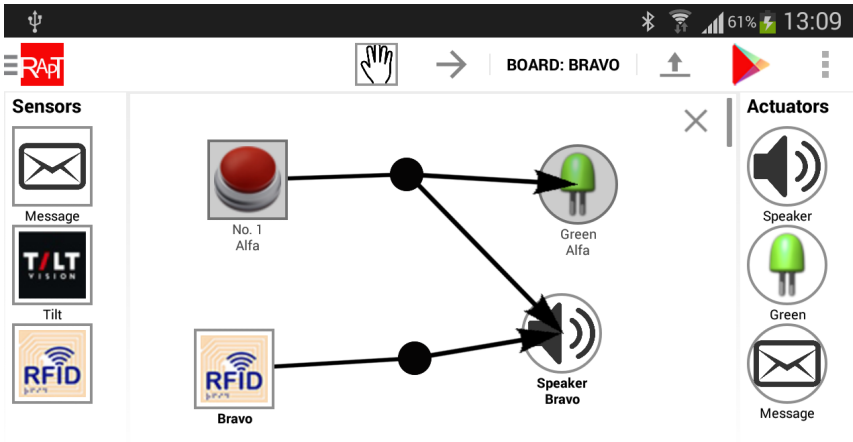 61% 13:09
RAPT BOARD: BRAVO
Sensors
Message
TILT
VISION
Tilt
RFID
No. 1
Alfa
Green
Alfa
RFID
Bravo
Speaker
Bravo
Actuators
Speaker
Green
Message